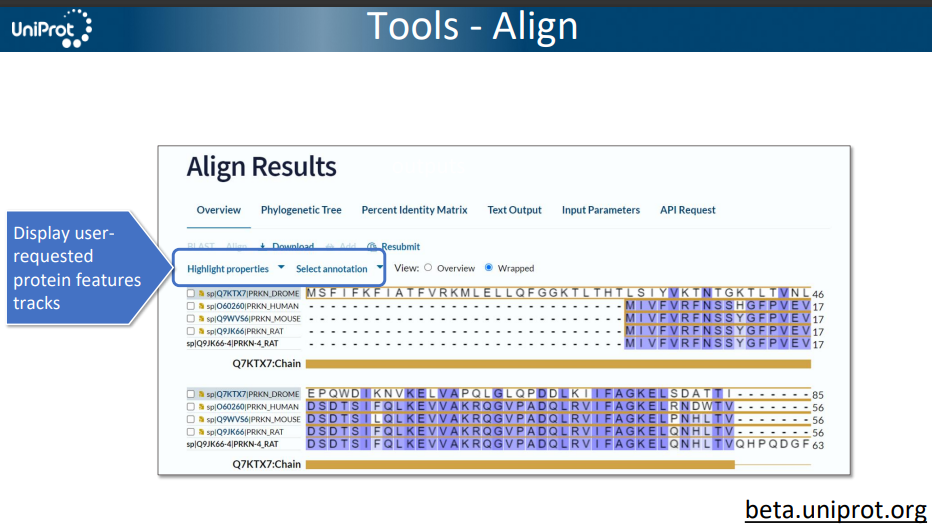 UniProt
Tools - Align
Align Results
Overview Phylogenetic Tree Percent Identity Matrix Text Output Input Parameters API Request
BLAST Align Download Add Resubmit
Highlight properties Select annotation View: Overview Wrapped
Display user-
requested
protein features
tracks
sp|Q7KTX7|PRKN_DROME MSFIFKFIATFVRKMLELLQFGGKTLTHTLSIYVKTNTGKTLTVNL 46
sp|O60260|PRKN_HUMAN -----------------------------MIVFVRFNSSHGFPVEV 17
sp|Q9WVS6|PRKN_MOUSE -----------------------------MIVFVRFNSSYGFPVEV 17
sp|Q9JK66|PRKN_RAT -----------------------------MIVFVRFNSSYGFPVEV 17
sp|Q9JK66-4|PRKN-4_RAT -----------------------------MIVFVRFNSSYGFPVEV 17
Q7KTX7:Chain
sp|Q7KTX7|PRKN_DROME EPQWDIKNVKELVAPQLGLQPDDLKIIFAGKELSDATTI------- 85
sp|O60260|PRKN_HUMAN DSDTSIFQLKEVVAKRQGVPADQLRVIFAGKELRNDWTV------- 56
sp|Q9WVS6|PRKN_MOUSE DSDTSILQLKEVVAKRQGVPADQLRVIFAGKELPNHLTV------- 56
sp|Q9JK66|PRKN_RAT DSDTSIFQLKEVVAKRQGVPADQLRVIFAGKELQNHLTV------- 56
sp|Q9JK66-4|PRKN-4_RAT DSDTSIFQLKEVVAKRQGVPADQLRVIFAGKELQNHLTVQHPQDGF 63
Q7KTX7:Chain
beta.uniprot.org